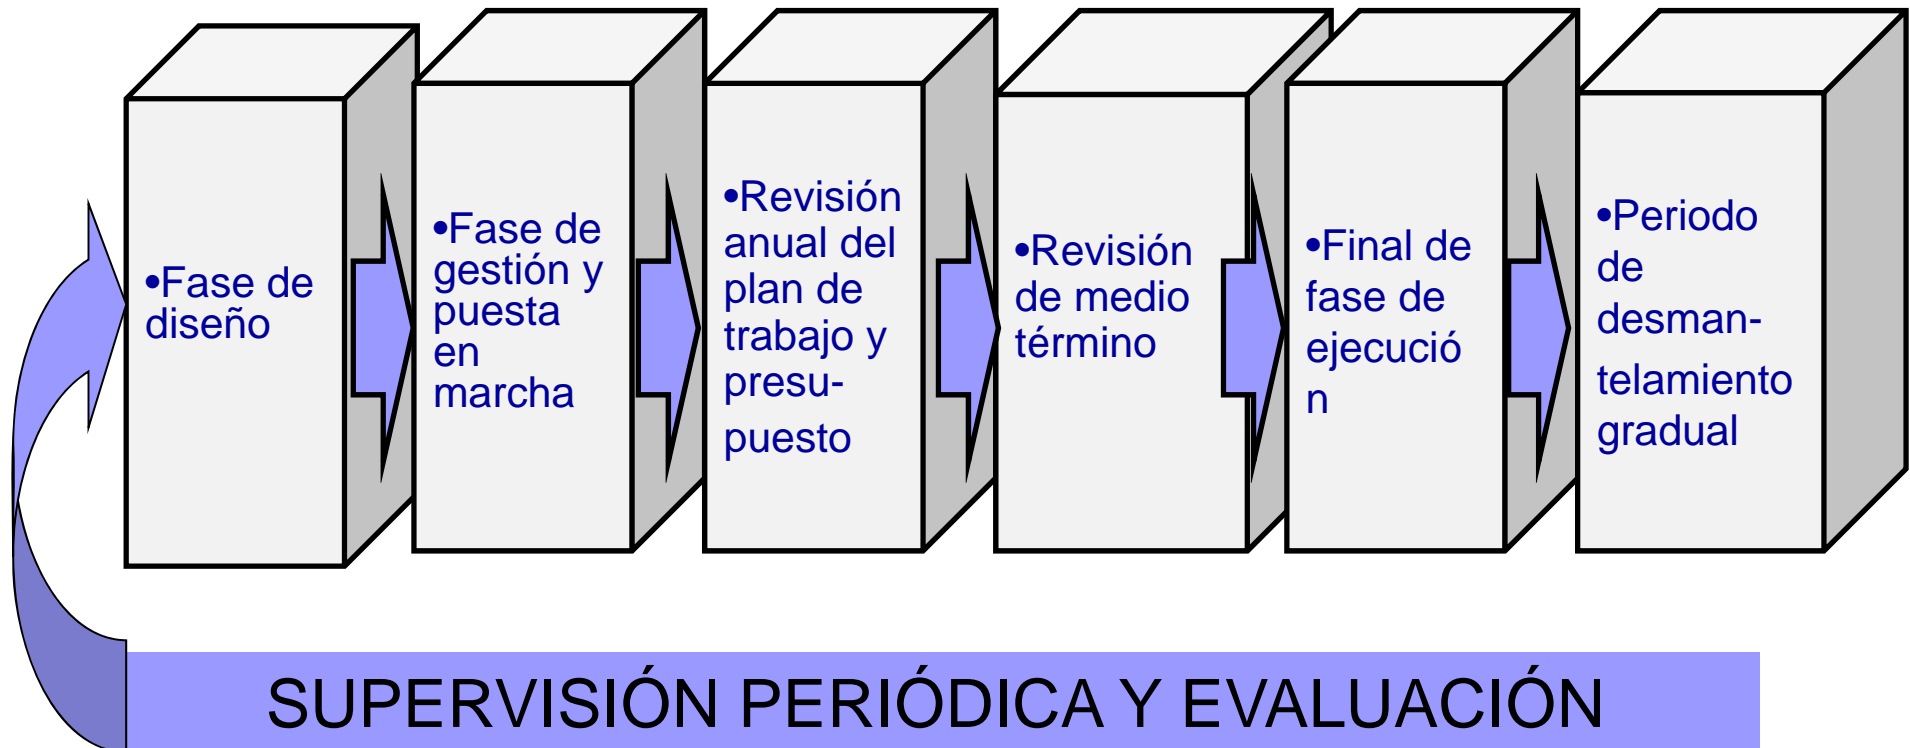 •Fase de
diseño
•Fase de
gestión y
puesta
en
marcha
•Revisión
anual del
plan de
trabajo y
presu-
puesto
•Revisión
de medio
término
•Final de
fase de
ejecució
n
•Periodo
de
desman-
telamiento
gradual
SUPERVISIÓN PERIÓDICA Y EVALUACIÓN